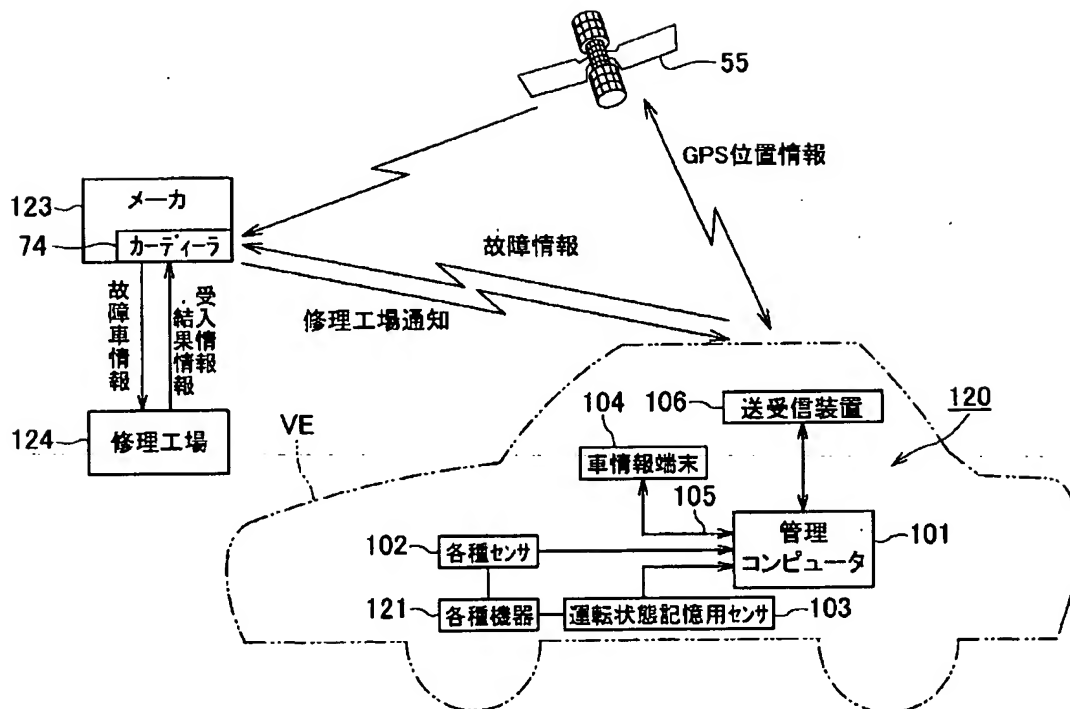 55
GPS位置情報
123
メーカ
74
カーディーラ
故障情報
修理工場通知
故障車情報
受入情報
・結果情報
124
修理工場
VE
106
送受信装置
120
104
車情報端末
105
管理
コンピュータ
101
102
各種センサ
121
各種機器
運転状態記憶用センサ
103